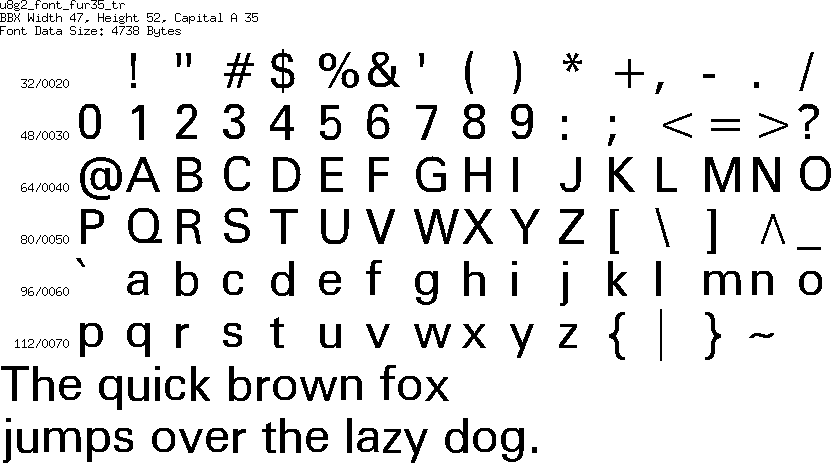 u8g2_font_fur35_tr
BBX Width 47, Height 52, Capital A 35
Font Data Size: 4738 Bytes
32/0020 ! " # $ % & ' ( ) * + , - . /
48/0030 0 1 2 3 4 5 6 7 8 9 : ; < = > ?
64/0040 @ A B C D E F G H I J K L M N O
80/0050 P Q R S T U V W X Y Z [ \ ] ^ _
96/0060 ` a b c d e f g h i j k l m n o
112/0070 p q r s t u v w x y z { | } ~
The quick brown fox
jumps over the lazy dog.